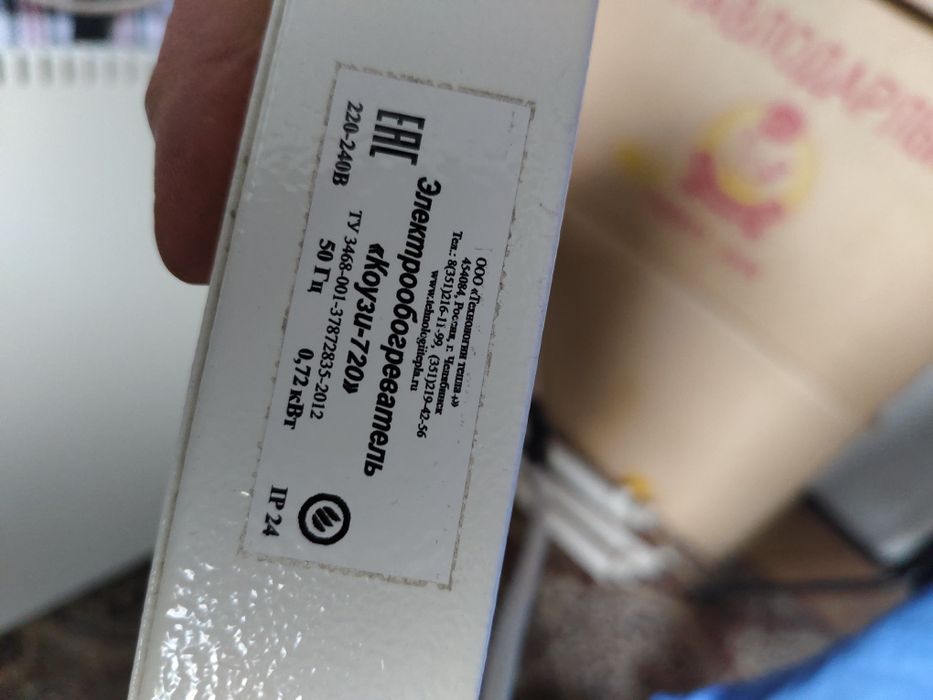 ООО «Технологии тепла+»
454084, Россия, г. Челябинск
Тел.: 8(351)216-11-99, (351)219-42-56
www.tehnologiitepla.ru
EAC
Электрообогреватель
«Коузи-720»
ТУ 3468-001-37872835-2012
220-240В 50 Гц 0,72 кВт IP 24